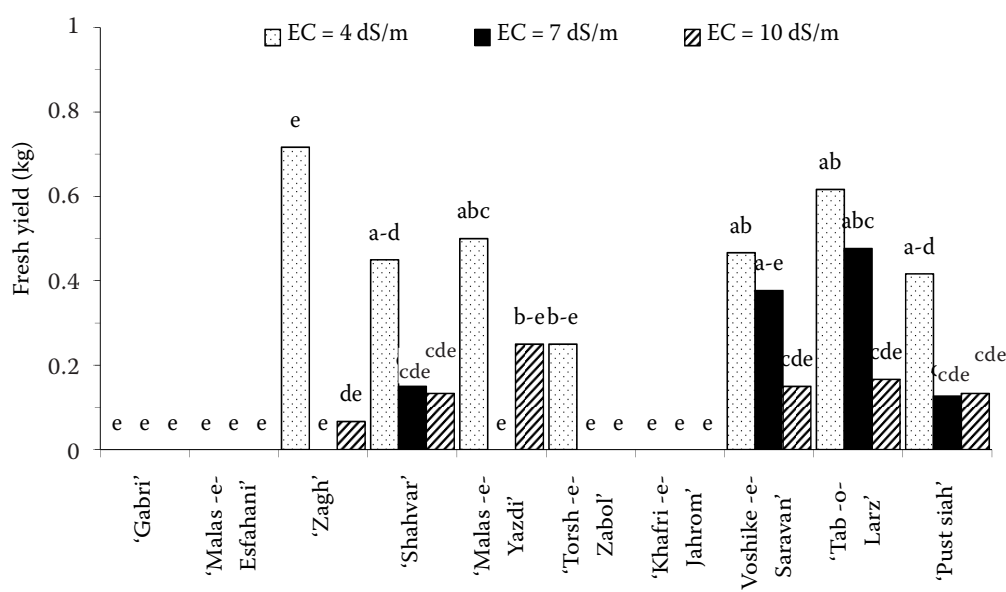 1
EC = 4 dS/m
EC = 7 dS/m
EC = 10 dS/m
0.8
0.6
0.4
0.2
0
Fresh yield (kg)
e e e
e e e
e
e
de
a-d
cde
cde
abc
e
b-e
b-e
e e
e e e
ab
a-e
cde
ab
abc
cde
a-d
cde
cde
‘Gabri’
‘Malas -e-
Esfahani’
‘Zagh’
‘Shahvar’
‘Malas -e-
Yazdi’
‘Torsh -e-
Zabol’
‘Khafri -e-
Jahrom’
Voshike -e-
Saravan’
‘Tab -o-
Larz’
‘Pust siah’